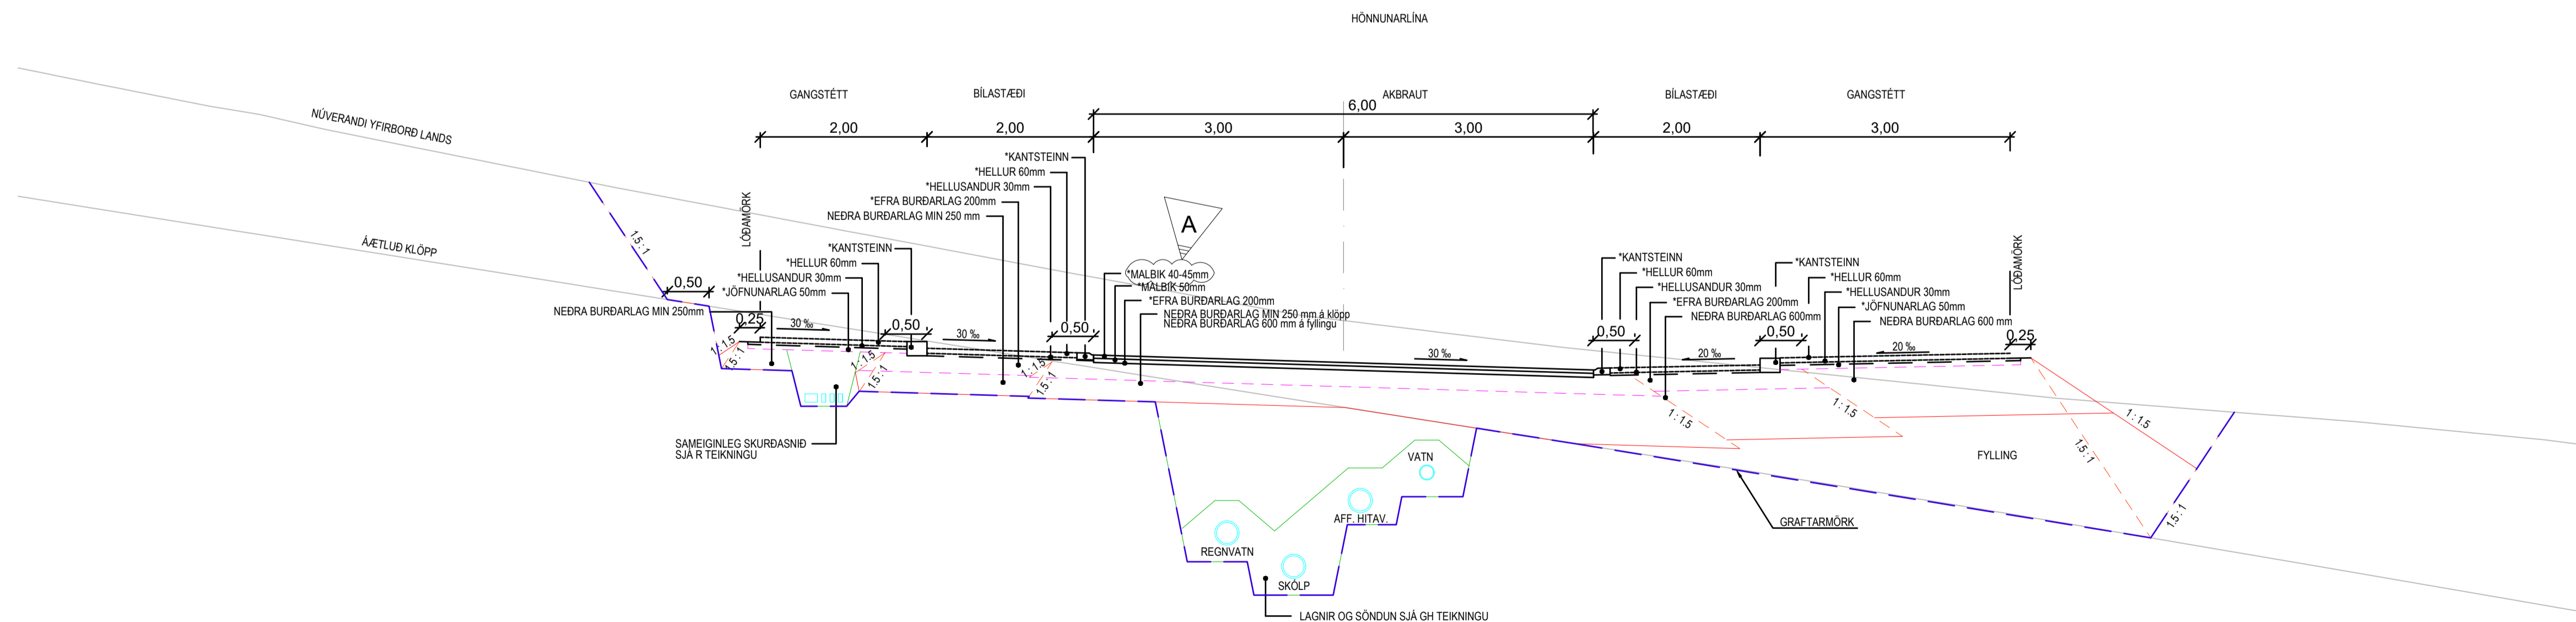 HÖNNUNARLÍNA
GANGSTÉTT
BÍLASTÆÐI
AKBRAUT
BÍLASTÆÐI
GANGSTÉTT
6,00
2,00
2,00
3,00
3,00
2,00
3,00
NÚVERANDI YFIRBORÐ LANDS
ÁÆTLUÐ KLÖPP
1.5 : 1
0,50
LÓÐAMÖRK
*KANTSTEINN
*HELLUR 60mm
*HELLUSANDUR 30mm
*EFRA BURÐARLAG 200mm
NEÐRA BURÐARLAG MIN 250 mm
*KANTSTEINN
*HELLUR 60mm
*HELLUSANDUR 30mm
*JÖFNUNARLAG 50mm
NEÐRA BURÐARLAG MIN 250mm
0,25
30 ‰
0,50
30 ‰
0,50
1 : 1.5
1.5 : 1
1 : 1.5
1.5 : 1
1 : 1.5
1.5 : 1
A
*MALBIK 40-45mm
*MALBIK 50mm
*EFRA BURÐARLAG 200mm
NEÐRA BURÐARLAG MIN 250 mm á klöpp
NEÐRA BURÐARLAG 600 mm á fyllingu
30 ‰
*KANTSTEINN
*HELLUR 60mm
*HELLUSANDUR 30mm
*EFRA BURÐARLAG 200mm
NEÐRA BURÐARLAG 600mm
0,50
20 ‰
*KANTSTEINN
*HELLUR 60mm
*HELLUSANDUR 30mm
*JÖFNUNARLAG 50mm
NEÐRA BURÐARLAG 600 mm
0,50
20 ‰
LÓÐAMÖRK
0,25
1 : 1.5
1 : 1.5
1 : 1.5
1.5 : 1
1.5 : 1
FYLLING
GRAFTARMÖRK
SAMEIGINLEG SKURÐASNIÐ
SJÁ R TEIKNINGU
VATN
AFF. HITAV.
REGNVATN
SKÓLP
LAGNIR OG SÖNDUN SJÁ GH TEIKNINGU